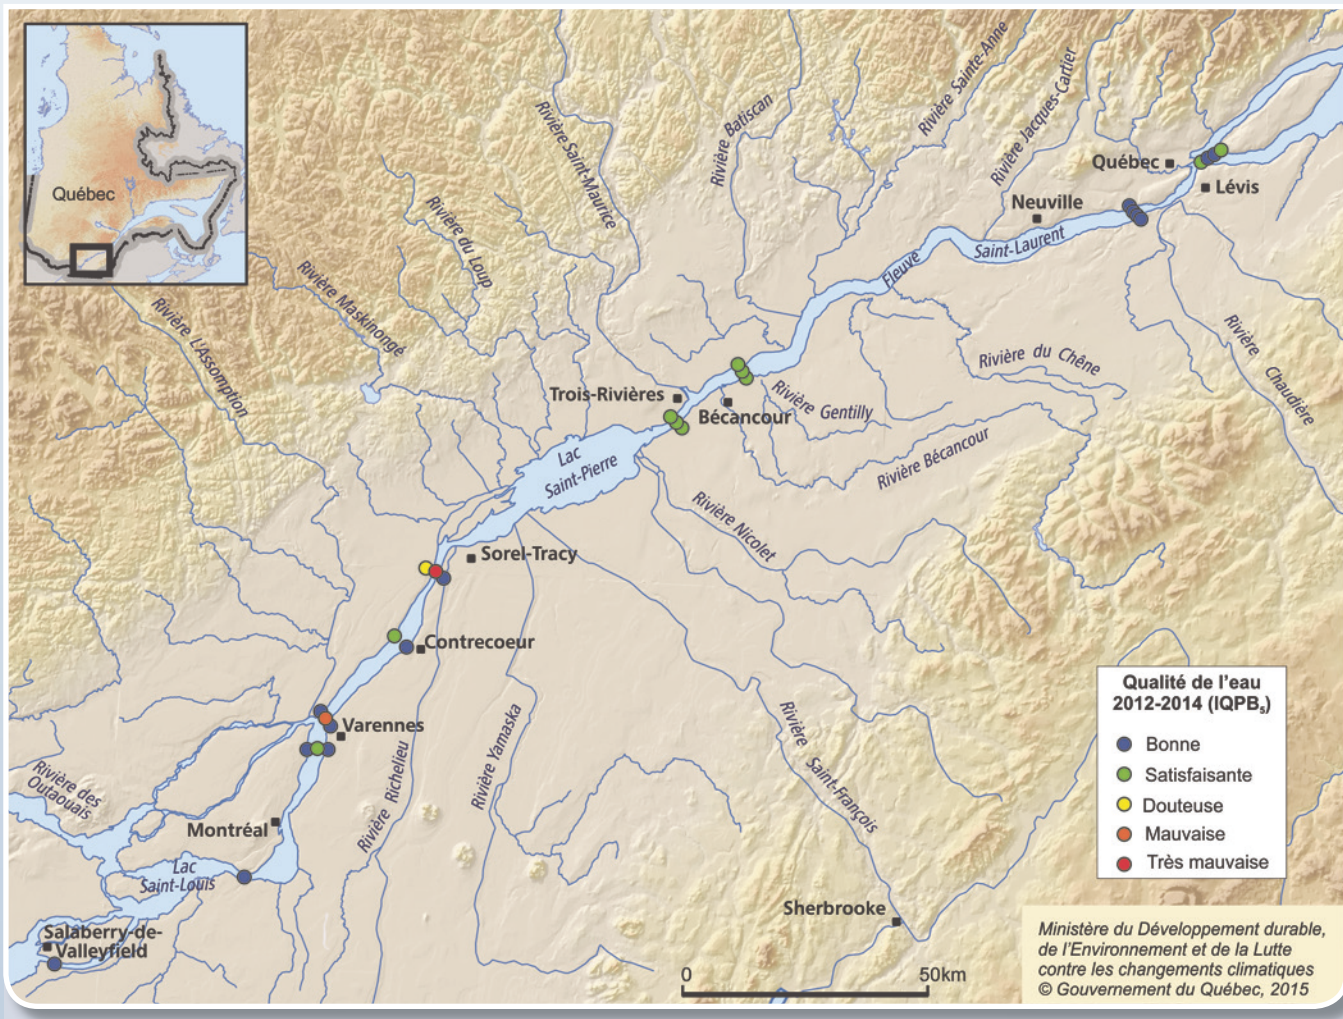 Québec
Rivière Saint-Maurice
Rivière Batiscan
Rivière Sainte-Anne
Rivière Jacques-Cartier
Québec
Lévis
Neuville
Fleuve Saint-Laurent
Rivière du Loup
Rivière Maskinongé
Rivière L'Assomption
Rivière Chaudière
Rivière du Chêne
Trois-Rivières
Bécancour
Rivière Gentilly
Rivière Bécancour
Lac
Saint-Pierre
Rivière Nicolet
Sorel-Tracy
Contrecoeur
Varennes
Rivière Richelieu
Rivière Yamaska
Rivière Saint-François
Rivière des
Outaouais
Montréal
Lac
Saint-Louis
Salaberry-de-
Valleyfield
Sherbrooke
Qualité de l'eau
2012-2014 (IQPB₅)
Bonne
Satisfaisante
Douteuse
Mauvaise
Très mauvaise
0 50km
Ministère du Développement durable,
de l'Environnement et de la Lutte
contre les changements climatiques
© Gouvernement du Québec, 2015